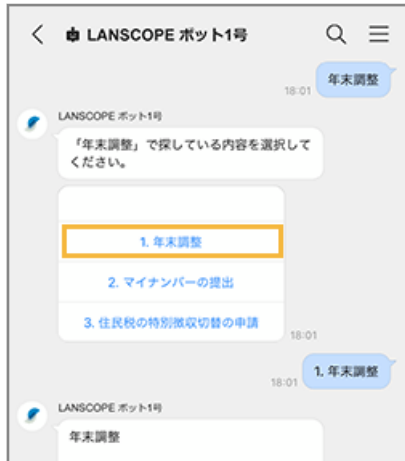 LANSCOPE ボット1号
年末調整
18:01
LANSCOPE ボット1号
「年末調整」で探している内容を選択して
ください。
1. 年末調整
2. マイナンバーの提出
3. 住民税の特別徴収切替の申請
18:01
1. 年末調整
18:01
LANSCOPE ボット1号
年末調整